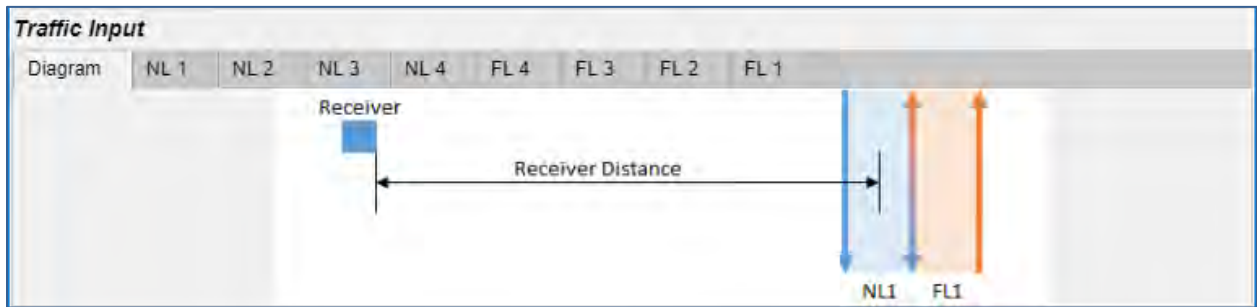 Traffic Input
Diagram NL 1 NL 2 NL 3 NL 4 FL 4 FL 3 FL 2 FL 1
Receiver
Receiver Distance
NL1 FL1